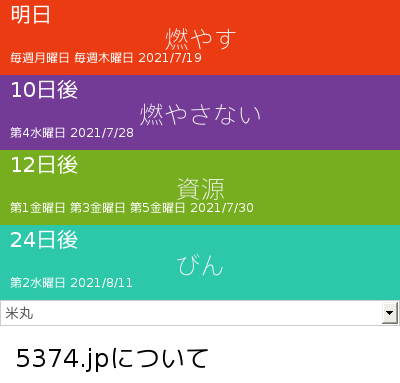 明日
燃やす
毎週月曜日 毎週木曜日 2021/7/19
10日後
燃やさない
第4水曜日 2021/7/28
12日後
資源
第1金曜日 第3金曜日 第5金曜日 2021/7/30
24日後
びん
第2水曜日 2021/8/11
米丸
5374.jpについて